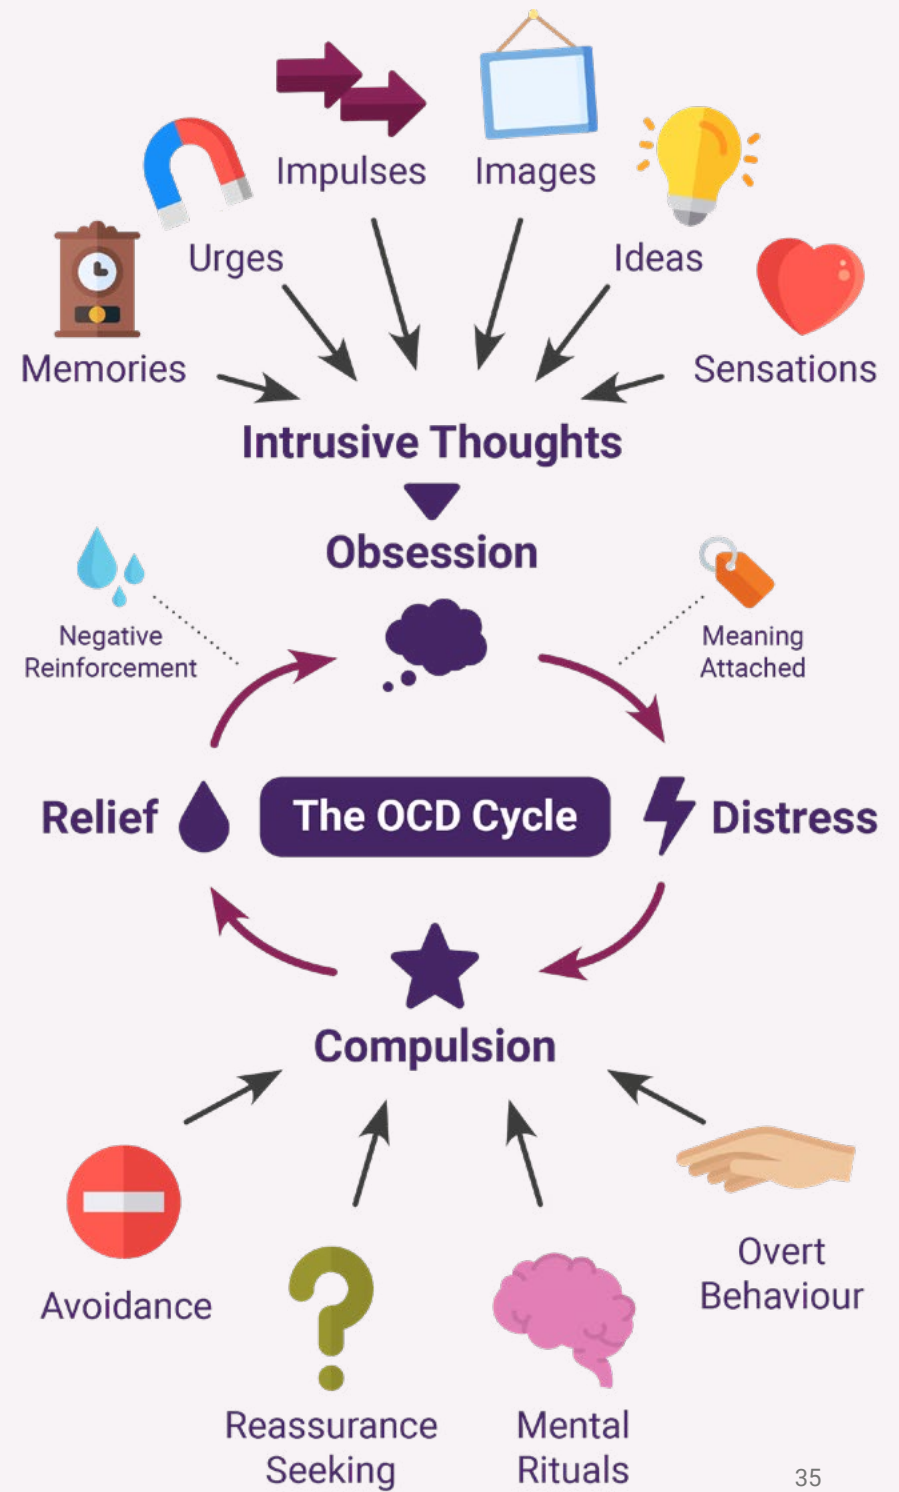 Impulses
Images
Urges
Ideas
Memories
Sensations
Intrusive Thoughts
Obsession
Negative
Reinforcement
Meaning
Attached
Relief
The OCD Cycle
Distress
Compulsion
Avoidance
Overt
Behaviour
Reassurance
Seeking
Mental
Rituals
35